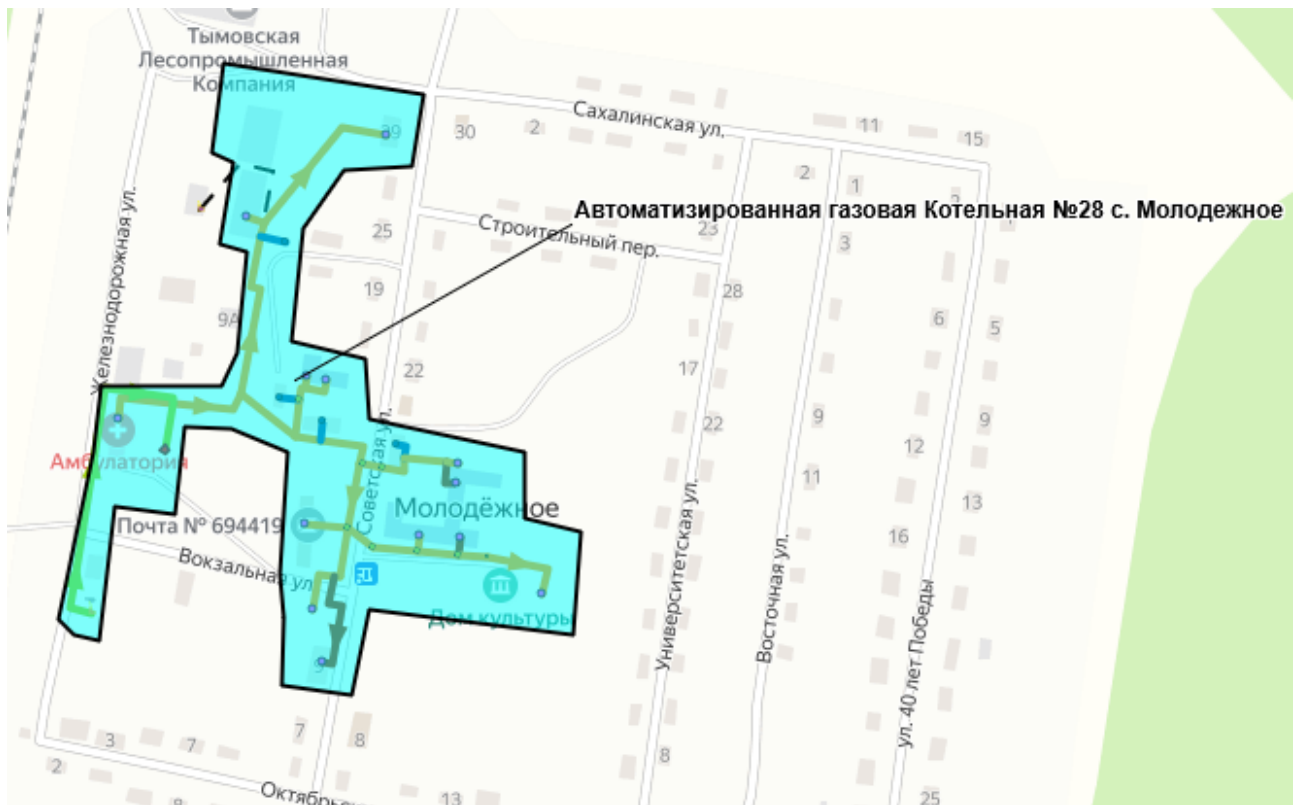 Тымовская
Лесопромышленная
Компания
Сахалинская ул.
39
30
2
11
15
2
1
Железнодорожная ул.
Автоматизированная газовая Котельная №28 с. Молодежное
25
Строительный пер.
23
3
19
28
9А
6
5
22
17
9
22
9
12
Амбулатория
Советская ул.
11
Молодёжное
13
Почта № 694419
16
Вокзальная ул.
Дом культуры
Университетская ул.
Восточная ул.
ул. 40 лет Победы
9
3
7
7
8
8
2
Октябрьс
13
25
8